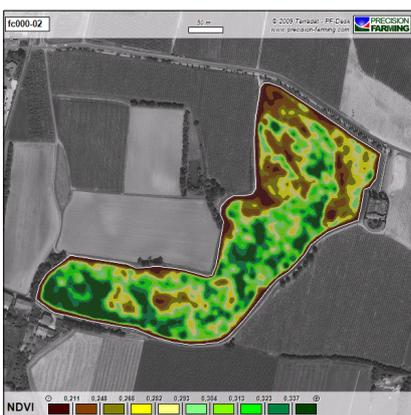 fc000-02
50 m
© 2009 Terradat - PF-Desk
www.precision-farming.com
PRECISION
FARMING
NDVI
0,211 0,248 0,266 0,282 0,293 0,304 0,313 0,323 0,337